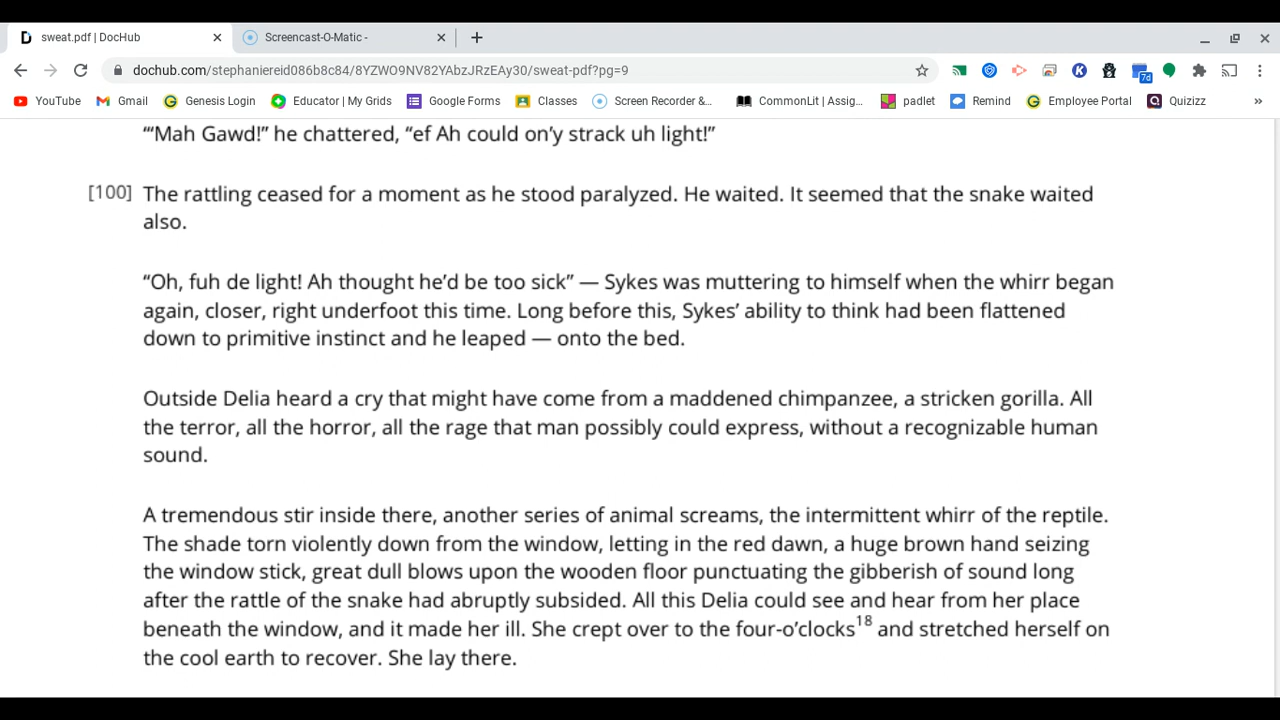 sweat.pdf | DocHub
Screencast-O-Matic -
dochub.com/stephaniereid086b8c84/8YZWO9NV82YAbzJRzEAy30/sweat-pdf?pg=9
7d
YouTube Gmail Genesis Login Educator | My Grids Google Forms Classes Screen Recorder &... CommonLit | Assig... padlet Remind Employee Portal Quizizz »
“‘Mah Gawd!” he chattered, “ef Ah could on’y strack uh light!”
[100] The rattling ceased for a moment as he stood paralyzed. He waited. It seemed that the snake waited
also.
“Oh, fuh de light! Ah thought he’d be too sick” — Sykes was muttering to himself when the whirr began
again, closer, right underfoot this time. Long before this, Sykes’ ability to think had been flattened
down to primitive instinct and he leaped — onto the bed.
Outside Delia heard a cry that might have come from a maddened chimpanzee, a stricken gorilla. All
the terror, all the horror, all the rage that man possibly could express, without a recognizable human
sound.
A tremendous stir inside there, another series of animal screams, the intermittent whirr of the reptile.
The shade torn violently down from the window, letting in the red dawn, a huge brown hand seizing
the window stick, great dull blows upon the wooden floor punctuating the gibberish of sound long
after the rattle of the snake had abruptly subsided. All this Delia could see and hear from her place
beneath the window, and it made her ill. She crept over to the four-o’clocks18 and stretched herself on
the cool earth to recover. She lay there.